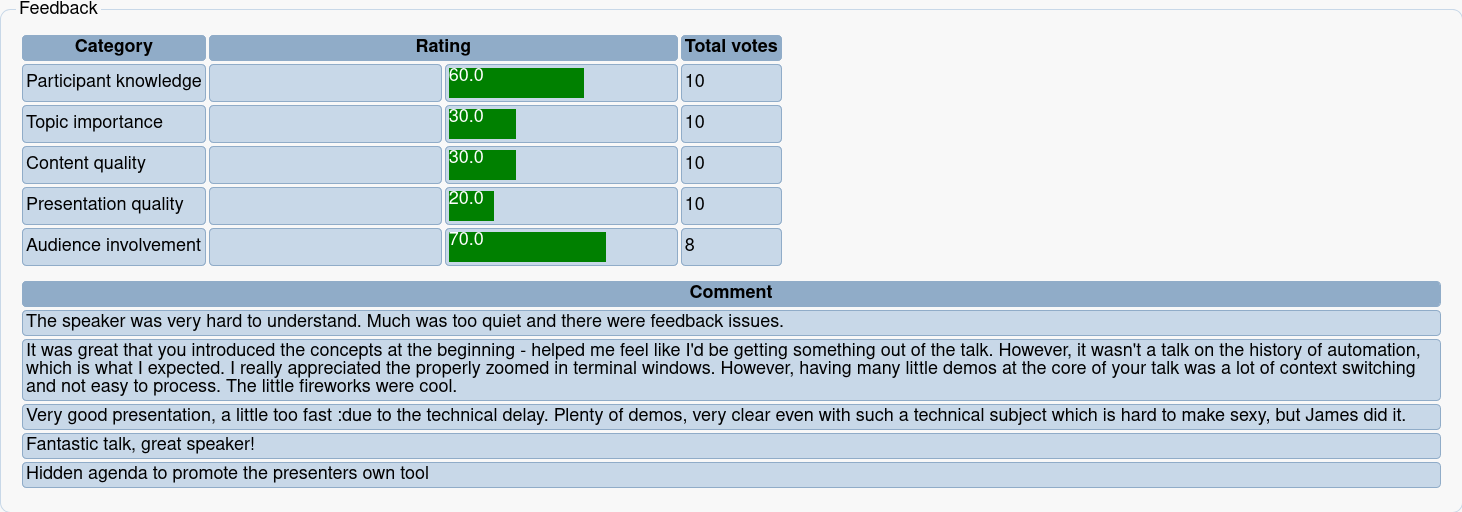 Feedback
Category Rating Total votes
Participant knowledge 60.0 10
Topic importance 30.0 10
Content quality 30.0 10
Presentation quality 20.0 10
Audience involvement 70.0 8
Comment
The speaker was very hard to understand. Much was too quiet and there were feedback issues.
It was great that you introduced the concepts at the beginning - helped me feel like I'd be getting something out of the talk. However, it wasn't a talk on the history of automation,
which is what I expected. I really appreciated the properly zoomed in terminal windows. However, having many little demos at the core of your talk was a lot of context switching
and not easy to process. The little fireworks were cool.
Very good presentation, a little too fast :due to the technical delay. Plenty of demos, very clear even with such a technical subject which is hard to make sexy, but James did it.
Fantastic talk, great speaker!
Hidden agenda to promote the presenters own tool